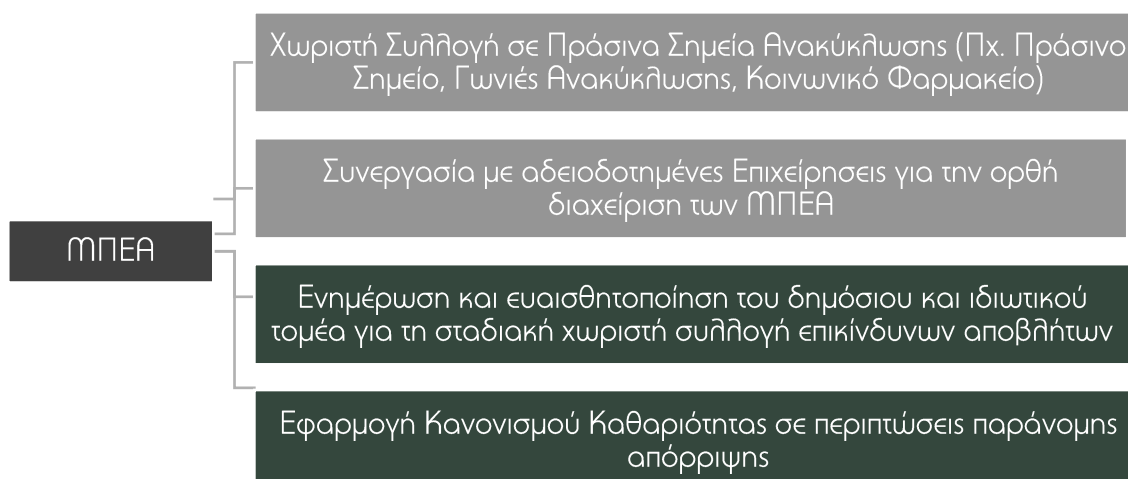 Χωριστή Συλλογή σε Πράσινα Σημεία Ανακύκλωσης (Πχ. Πράσινο
Σημείο, Γωνιές Ανακύκλωσης, Κοινωνικό Φαρμακείο)
Συνεργασία με αδειοδοτημένες Επιχείρησεις για την ορθή
διαχείριση των ΜΠΕΑ
ΜΠΕΑ
Ενημέρωση και ευαισθητοποίηση του δημόσιου και ιδιωτικού
τομέα για τη σταδιακή χωριστή συλλογή επικίνδυνων αποβλήτων
Εφαρμογή Κανονισμού Καθαριότητας σε περιπτώσεις παράνομης
απόρριψης